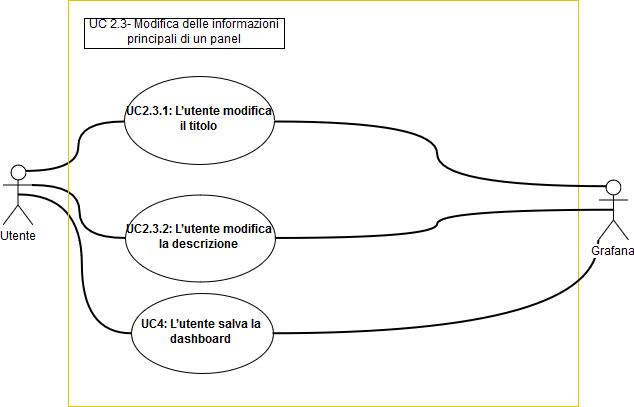 UC 2.3- Modifica delle informazioni
principali di un panel
UC2.3.1: L'utente modifica
il titolo
UC2.3.2: L'utente modifica
la descrizione
Utente
Grafana
UC4: L'utente salva la
dashboard